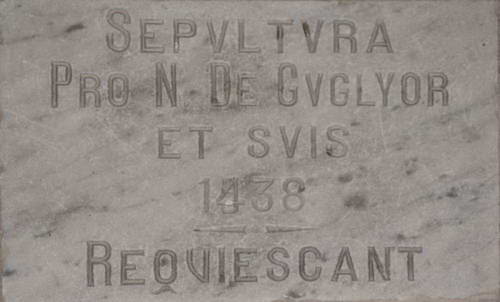 SEPVLTVRA
PRO N. DE GVGLYOR
ET SVIS
1438
REQVIESCANT